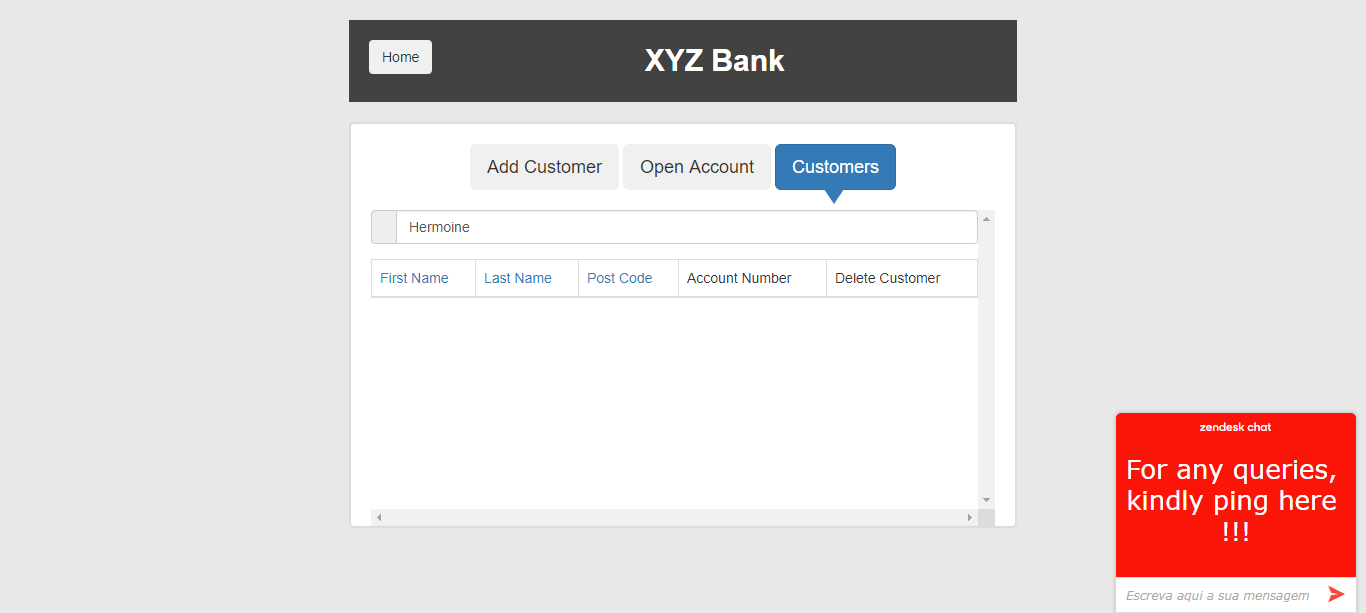 Home
XYZ Bank
Add Customer
Open Account
Customers
Hermoine
First Name
Last Name
Post Code
Account Number
Delete Customer
zendesk chat
For any queries,
kindly ping here
!!!
Escreva aqui a sua mensagem